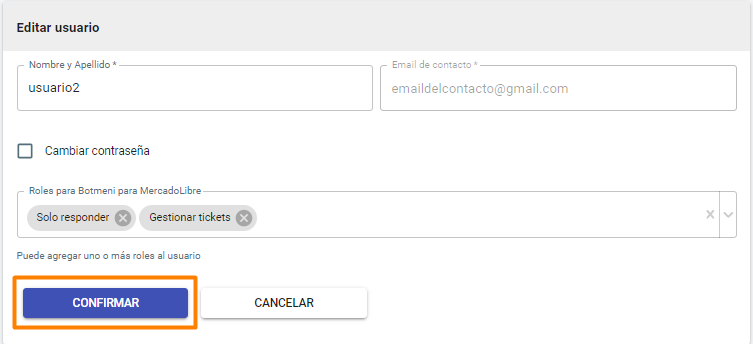 Editar usuario
Nombre y Apellido *
Email de contacto *
usuario2
emaildelcontacto@gmail.com
Cambiar contraseña
Roles para Botmeni para MercadoLibre
Solo responder
Gestionar tickets
Puede agregar uno o más roles al usuario
CONFIRMAR
CANCELAR